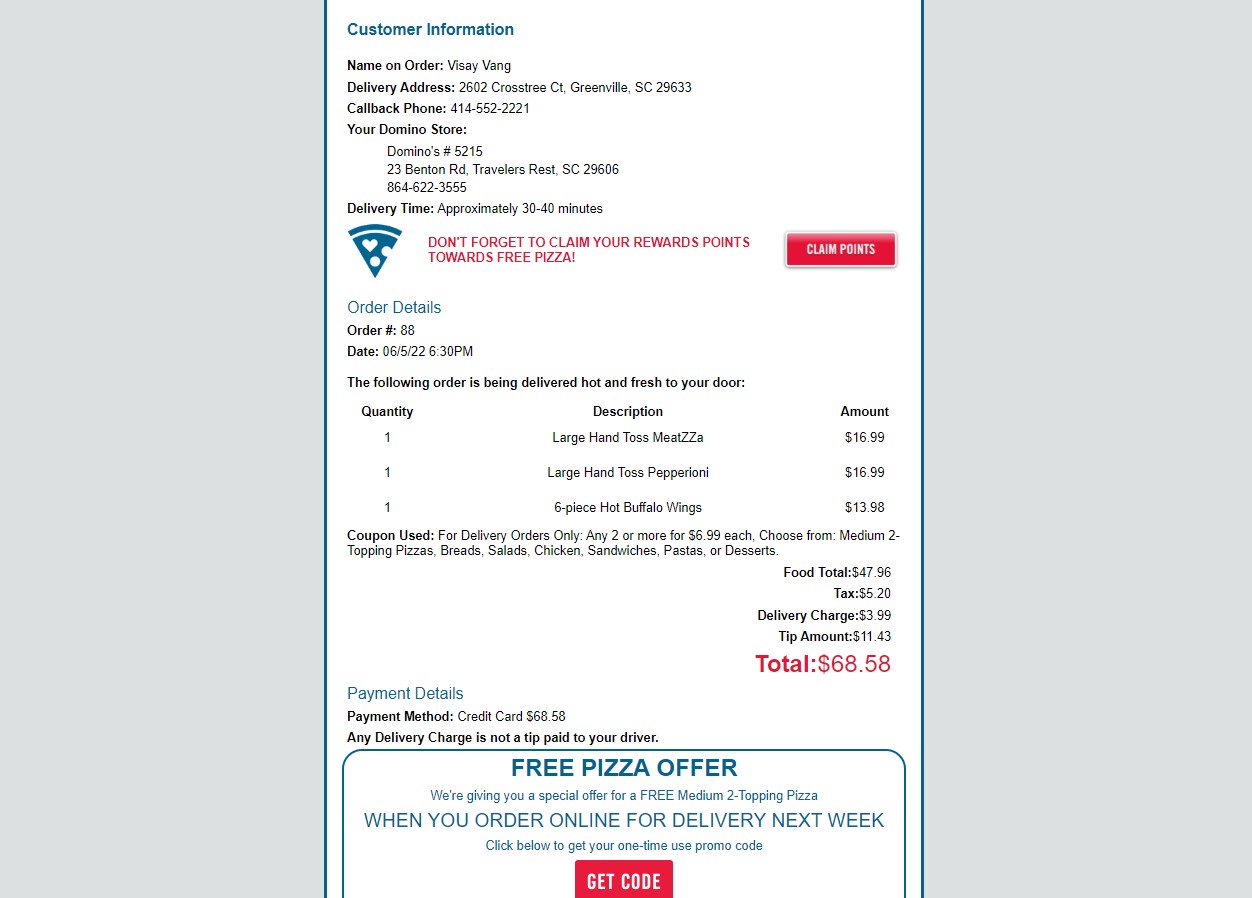 Customer Information
Name on Order: Visay Vang
Delivery Address: 2602 Crosstree Ct, Greenville, SC 29633
Callback Phone: 414-552-2221
Your Domino Store:
Domino's # 5215
23 Benton Rd, Travelers Rest, SC 29606
864-622-3555
Delivery Time: Approximately 30-40 minutes
DON'T FORGET TO CLAIM YOUR REWARDS POINTS
TOWARDS FREE PIZZA!
CLAIM POINTS
Order Details
Order #: 88
Date: 06/5/22 6:30PM
The following order is being delivered hot and fresh to your door:
Quantity Description Amount
1 Large Hand Toss MeatZZa $16.99
1 Large Hand Toss Pepperioni $16.99
1 6-piece Hot Buffalo Wings $13.98
Coupon Used: For Delivery Orders Only: Any 2 or more for $6.99 each, Choose from: Medium 2-
Topping Pizzas, Breads, Salads, Chicken, Sandwiches, Pastas, or Desserts.
Food Total:$47.96
Tax:$5.20
Delivery Charge:$3.99
Tip Amount:$11.43
Total:$68.58
Payment Details
Payment Method: Credit Card $68.58
Any Delivery Charge is not a tip paid to your driver.
FREE PIZZA OFFER
We're giving you a special offer for a FREE Medium 2-Topping Pizza
WHEN YOU ORDER ONLINE FOR DELIVERY NEXT WEEK
Click below to get your one-time use promo code
GET CODE